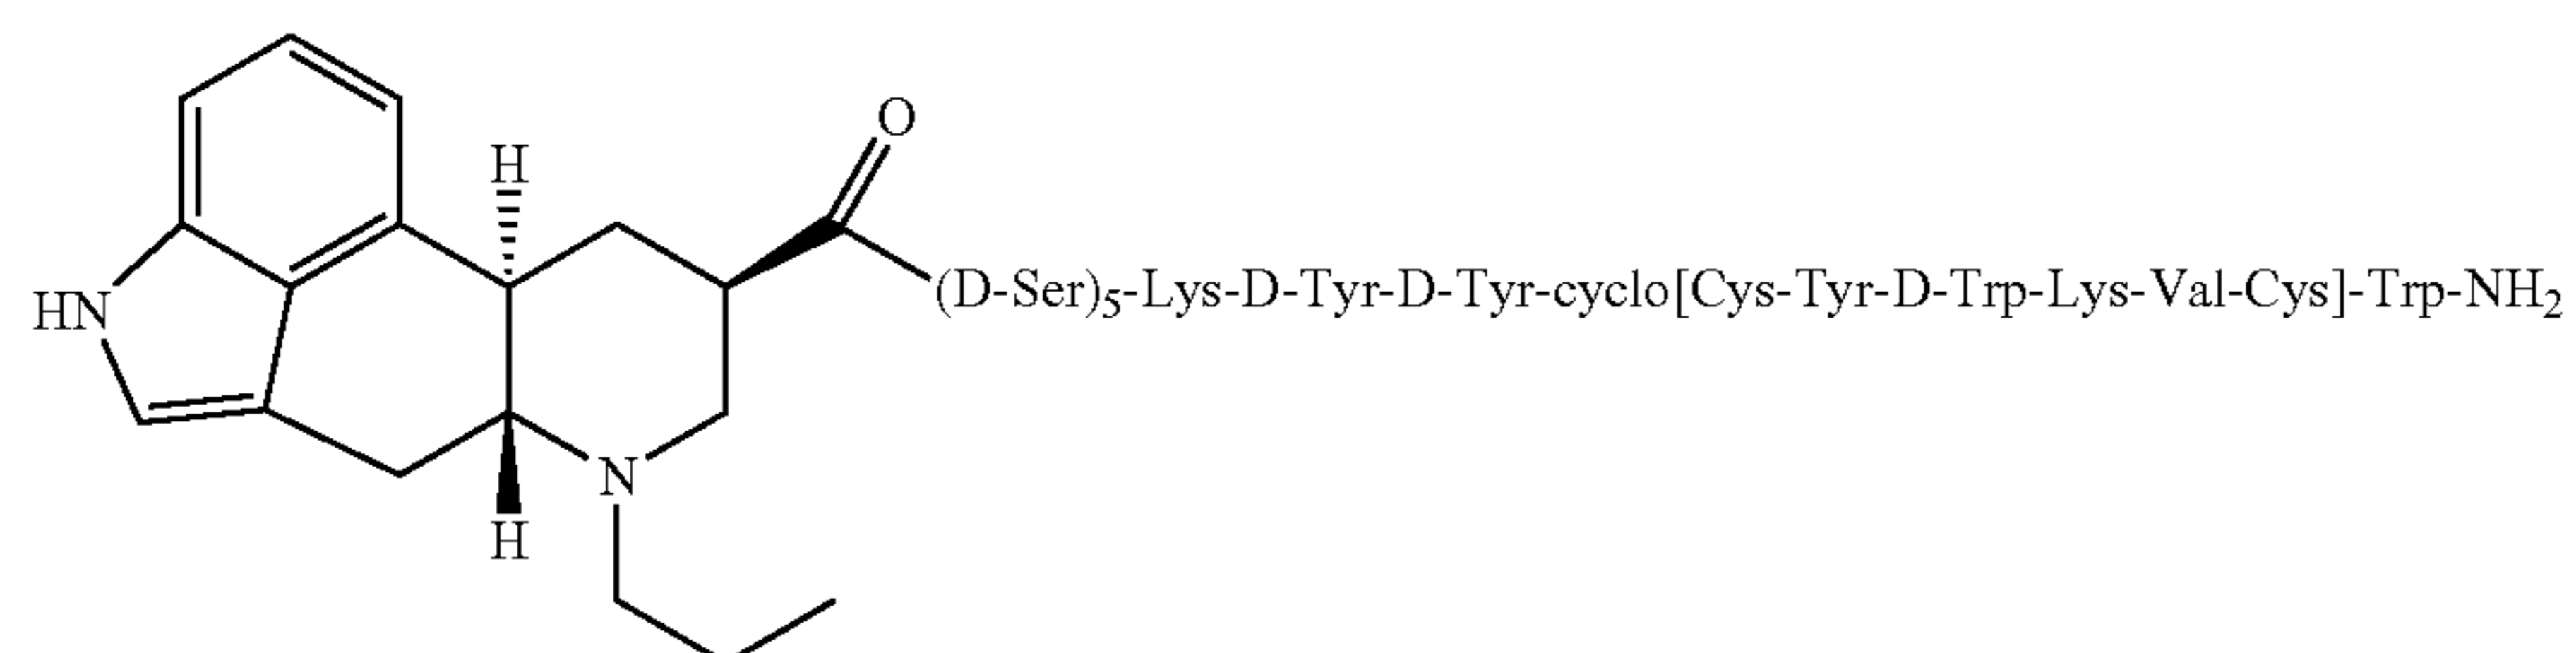 O
H
(D-Ser)5-Lys-D-Tyr-D-Tyr-cyclo[Cys-Tyr-D-Trp-Lys-Val-Cys]-Trp-NH2
HN
N
H